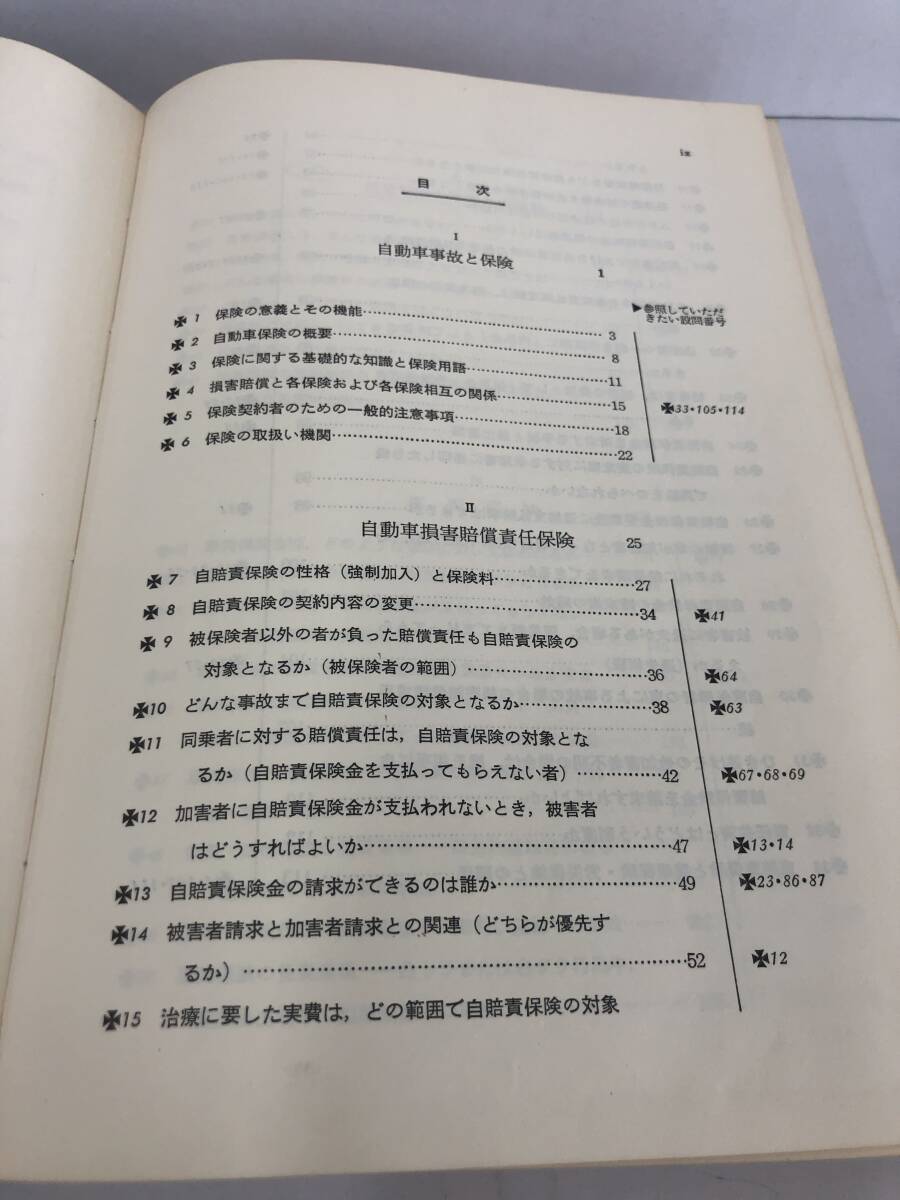 ix
目 次
I
自動車事故と保険 1
▶参照していただ
きたい設問番号
✠1 保険の意義とその機能……3
✠2 自動車保険の概要……8
✠3 保険に関する基礎的な知識と保険用語……11
✠4 損害賠償と各保険および各保険相互の関係……15 ✠33・105・114
✠5 保険契約者のための一般的注意事項……18
✠6 保険の取扱い機関……22
II
自動車損害賠償責任保険 25
✠7 自賠責保険の性格(強制加入)と保険料……27
✠8 自賠責保険の契約内容の変更……34 ✠41
✠9 被保険者以外の者が負った賠償責任も自賠責保険の
対象となるか(被保険者の範囲)……36 ✠64
✠10 どんな事故まで自賠責保険の対象となるか……38 ✠63
✠11 同乗者に対する賠償責任は,自賠責保険の対象とな
るか(自賠責保険金を支払ってもらえない者)……42 ✠67・68・69
✠12 加害者に自賠責保険金が支払われないとき,被害者
はどうすればよいか……47 ✠13・14
✠13 自賠責保険金の請求ができるのは誰か……49 ✠23・86・87
✠14 被害者請求と加害者請求との関連(どちらが優先す
るか)……52 ✠12
✠15 治療に要した実費は,どの範囲で自賠責保険の対象